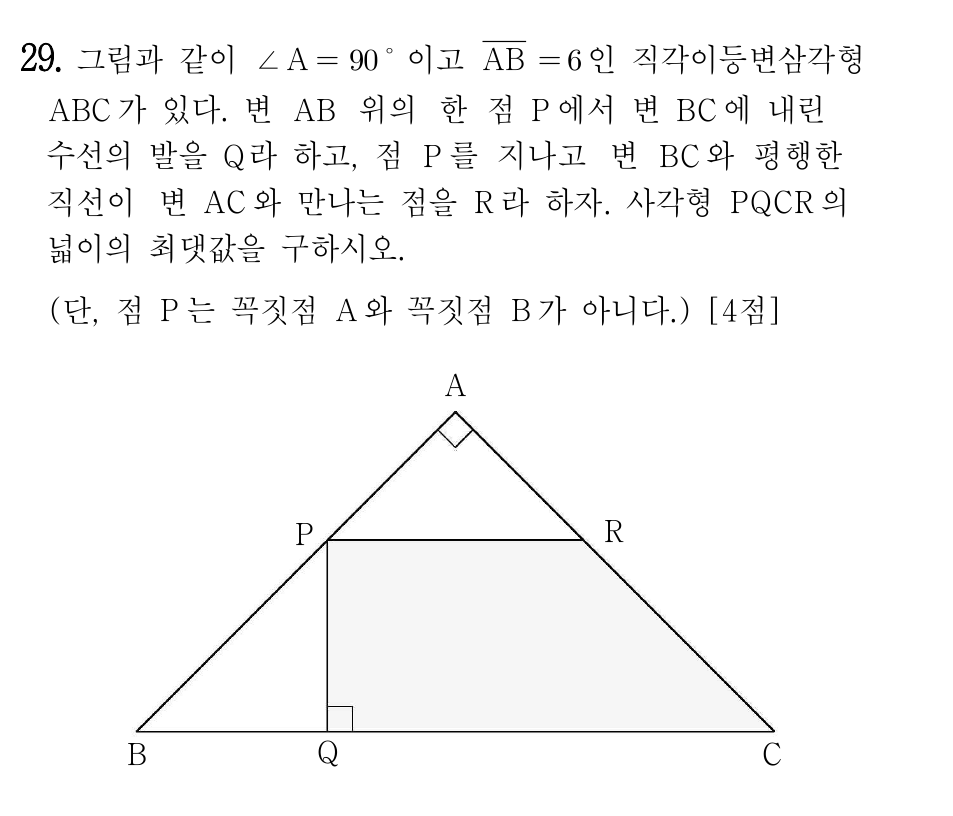 29. 그림과 같이 ∠A = 90° 이고 \overline{AB} = 6인 직각이등변삼각형
ABC가 있다. 변 AB 위의 한 점 P에서 변 BC에 내린
수선의 발을 Q라 하고, 점 P를 지나고 변 BC와 평행한
직선이 변 AC와 만나는 점을 R라 하자. 사각형 PQCR의
넓이의 최댓값을 구하시오.
(단, 점 P는 꼭짓점 A와 꼭짓점 B가 아니다.) [4점]
A
P
R
B
Q
C